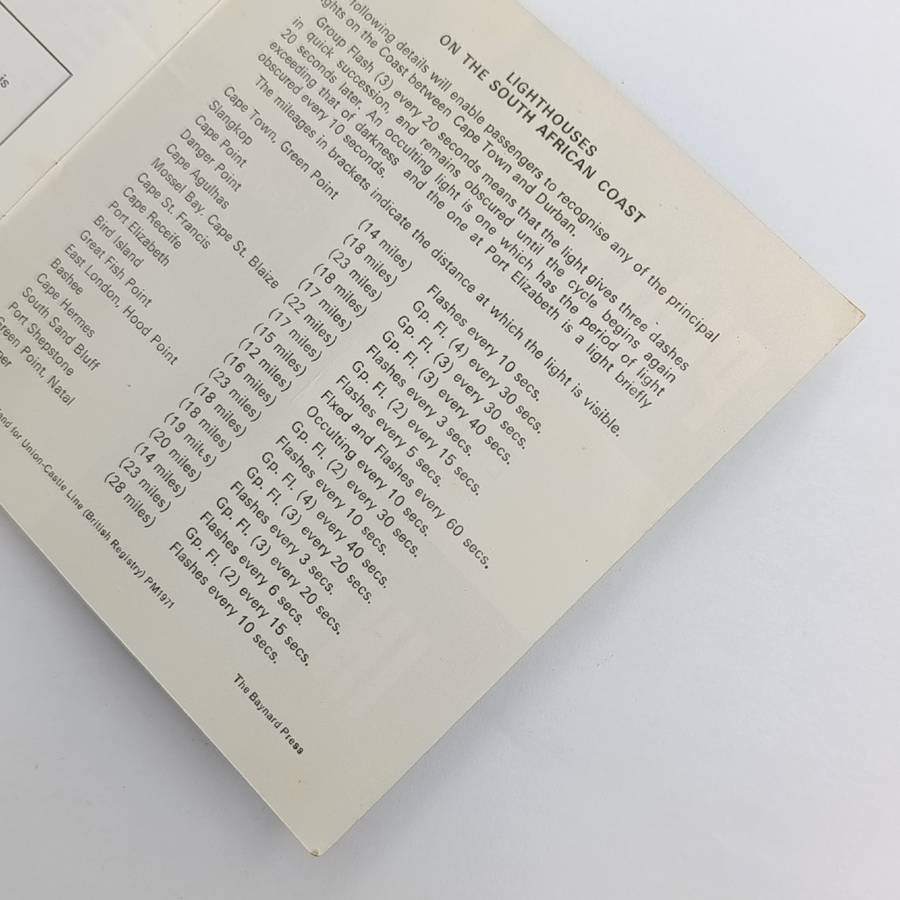 LIGHTHOUSES
ON THE SOUTH AFRICAN COAST
following details will enable passengers to recognise any of the principal
ghts on the Coast between Cape Town and Durban.
Group Flash (3) every 20 seconds means that the light gives three dashes
in quick succession, and remains obscured until the cycle begins again
20 seconds later. An occulting light is one which has the period of light
exceeding that of darkness and the one at Port Elizabeth is a light briefly
obscured every 10 seconds.
The mileages in brackets indicate the distance at which the light is visible.
Cape Town, Green Point (14 miles) Flashes every 10 secs.
Slangkop (18 miles) Gp. Fl. (4) every 30 secs.
Cape Point (23 miles) Gp. Fl. (3) every 30 secs.
Danger Point (18 miles) Gp. Fl. (3) every 40 secs.
Cape Agulhas (17 miles) Flashes every 3 secs.
Mossel Bay, Cape St. Blaize (22 miles) Gp. Fl. (2) every 15 secs.
Cape St. Francis (17 miles) Flashes every 5 secs.
Cape Receife (15 miles) Fixed and Flashes every 60 secs.
Port Elizabeth (12 miles) Occulting every 10 secs.
Bird Island (16 miles) Gp. Fl. (2) every 30 secs.
Great Fish Point (23 miles) Flashes every 10 secs.
East London, Hood Point (18 miles) Gp. Fl. (4) every 40 secs.
Bashee (18 miles) Gp. Fl. (3) every 20 secs.
Cape Hermes (19 miles) Flashes every 3 secs.
South Sand Bluff (20 miles) Gp. Fl. (3) every 20 secs.
Port Shepstone (14 miles) Flashes every 6 secs.
Green Point, Natal (23 miles) Gp. Fl. (2) every 15 secs.
per (28 miles) Flashes every 10 secs.
and for Union-Castle Line (British Registry) PM1971
The Baynard Press
is